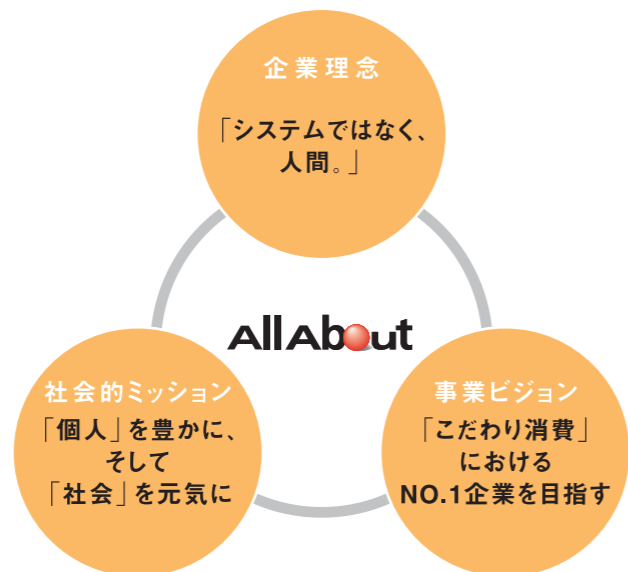 企業理念
「システムではなく、
人間。」
AllAbout
社会的ミッション
「個人」を豊かに、
そして
「社会」を元気に
事業ビジョン
「こだわり消費」
における
NO.1企業を目指す